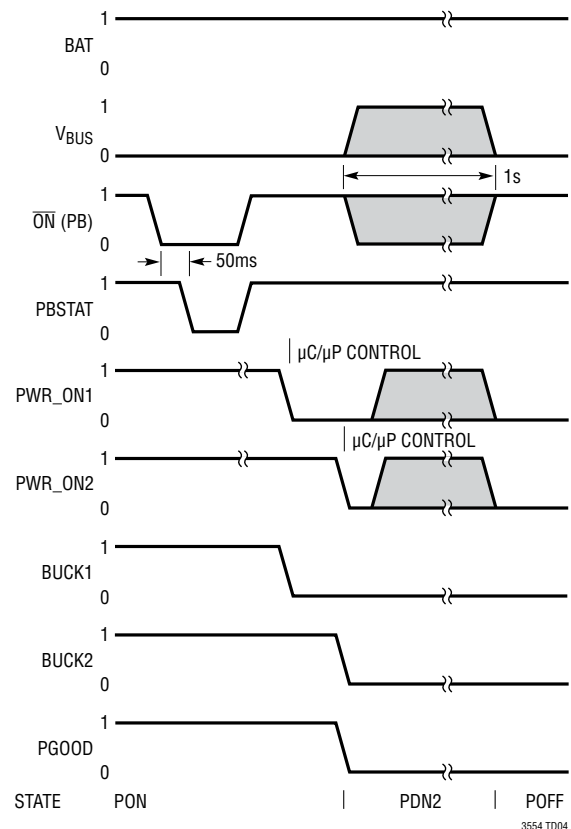 1
BAT
0
1
VBUS
0
1s
1
ON (PB)
0
50ms
1
PBSTAT
0
µC/µP CONTROL
1
PWR_ON1
0
µC/µP CONTROL
1
PWR_ON2
0
1
BUCK1
0
1
BUCK2
0
1
PGOOD
0
STATE PON PDN2 POFF
3554 TD04